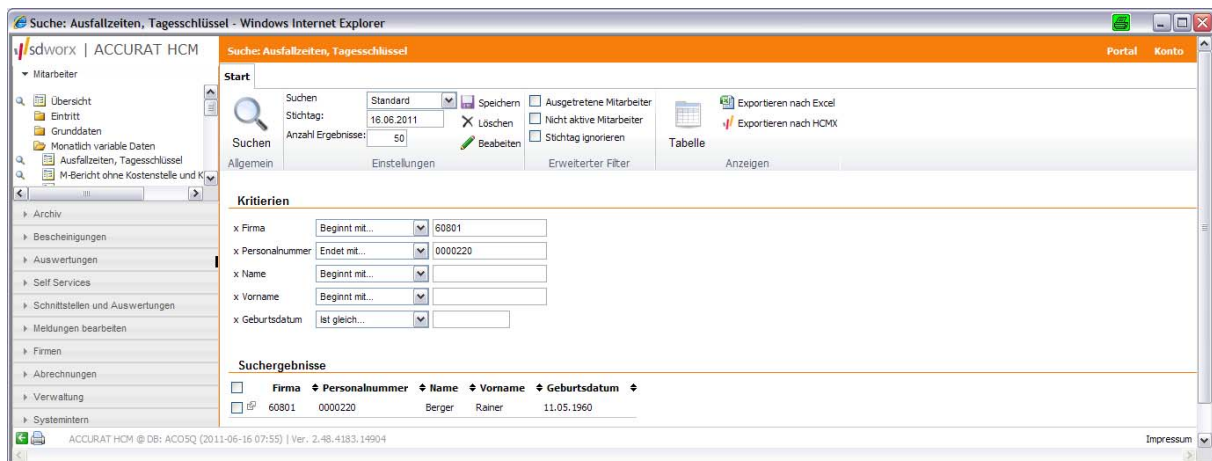 Suche: Ausfallzeiten, Tagesschlüssel - Windows Internet Explorer
sdworx | ACCURAT HCM
Suche: Ausfallzeiten, Tagesschlüssel
Portal Konto
Mitarbeiter
Übersicht
Eintritt
Grunddaten
Monatlich variable Daten
Ausfallzeiten, Tagesschlüssel
M-Bericht ohne Kostenstelle und K
Archiv
Bescheinigungen
Auswertungen
Self Services
Schnittstellen und Auswertungen
Meldungen bearbeiten
Firmen
Abrechnungen
Verwaltung
Systemintern
Start
Suchen
Allgemein
Suchen Standard
Stichtag: 16.06.2011
Anzahl Ergebnisse: 50
Speichern
Löschen
Beabeiten
Einstellungen
Ausgetretene Mitarbeiter
Nicht active Mitarbeiter
Stichtag ignorieren
Erweiterter Filter
Tabelle
Exportieren nach Excel
Exportieren nach HCMX
Anzeigen
Kritierien
x Firma Beginnt mit... 60801
x Personalnummer Endet mit... 0000220
x Name Beginnt mit...
x Vorname Beginnt mit...
x Geburtsdatum Ist gleich...
Suchergebnisse
Firma Personalnummer Name Vorname Geburtsdatum
60801 0000220 Berger Rainer 11.05.1960
ACCURAT HCM @ DB: ACO5Q (2011-06-16 07:55) | Ver. 2.48.4183.14904
Impressum